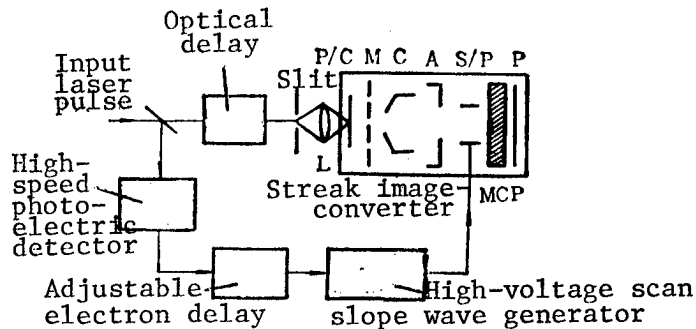 Optical
delay
Input
laser
pulse
Slit
P/C M C A S/P P
L
High-
speed
photo-
electric
detector
Streak image-
converter
MCP
Adjustable
electron delay
High-voltage scan
slope wave generator